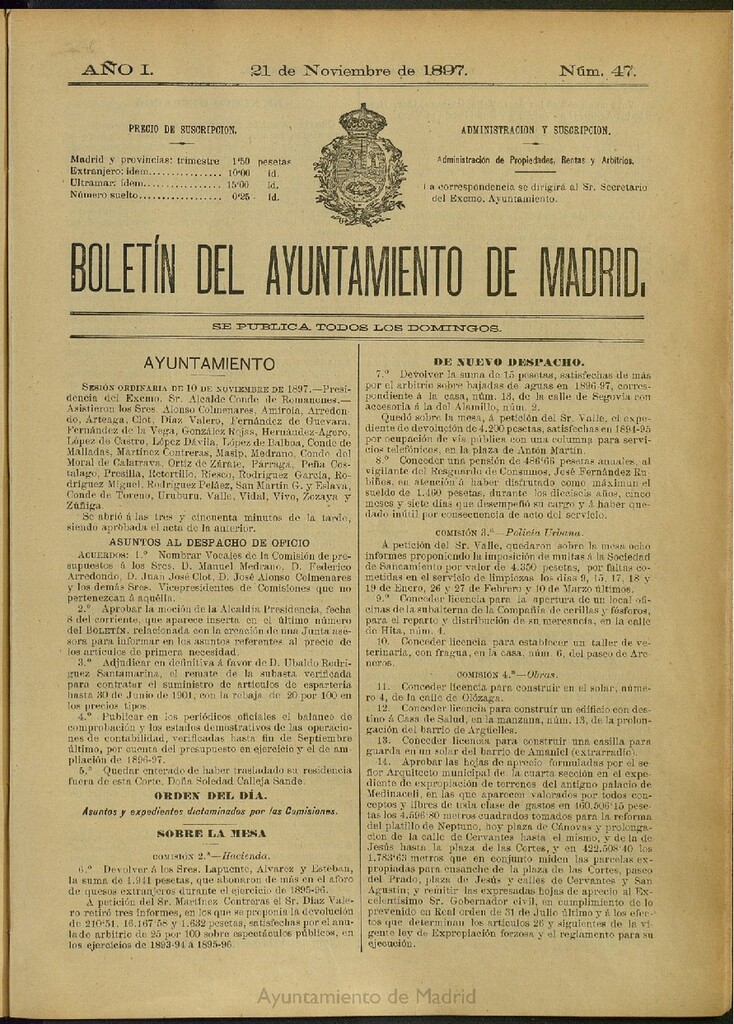 AÑO I.
21 de Noviembre de 1897.
Núm. 47.
PRECIO DE SUSCRIPCION.
Madrid y provincias: trimestre 1'50 pesetas
Extranjero: idem................ 10'00 id.
Ultramar: idem.................. 15'00 id.
Número suelto................... 0'25 id.
ADMINISTRACION Y SUSCRIPCION.
Administración de Propiedades, Rentas y Arbitrios.
La correspondencia se dirigirá al Sr. Secretario
del Excmo. Ayuntamiento.
BOLETÍN DEL AYUNTAMIENTO DE MADRID.
SE PUBLICA TODOS LOS DOMINGOS.
AYUNTAMIENTO
SESIÓN ORDINARIA DE 10 DE NOVIEMBRE DE 1897.—Presi-
dencia del Excmo. Sr. Alcalde Conde de Romanones.—
Asistieron los Sres. Alonso Colmenares, Amirola, Arredon-
do, Arteaga, Clot, Díaz Valero, Fernández de Guevara,
Fernández de la Vega, González Rojas, Hernández-Agero,
López de Castro, López Dávila, López de Balboa, Conde de
Malladas, Martínez Contreras, Masip, Medrano, Conde del
Moral de Calatrava, Ortiz de Zárate, Párraga, Peña Cos-
talago, Prosilla, Retortillo, Riesco, Rodríguez García, Ro-
dríguez Miguel, Rodríguez Peláez, San Martín G. y Eslava,
Conde de Toreno, Uruburu, Valle, Vidal, Vivo, Zozaya y
Zúñiga.
Se abrió á las tres y cincuenta minutos de la tarde,
siendo aprobada el acta de la anterior.
ASUNTOS AL DESPACHO DE OFICIO
ACUERDOS: 1.º Nombrar Vocales de la Comisión de pre-
supuestos á los Sres. D. Manuel Medrano, D. Federico
Arredondo, D. Juan José Clot, D. José Alonso Colmenares
y los demás Sres. Vicepresidentes de Comisiones que no
pertenezcan á aquélla.
2.º Aprobar la moción de la Alcaldía Presidencia, fecha
8 del corriente, que aparece inserta en el último número
del BOLETÍN, relacionada con la creación de una Junta ase-
sora para informar en los asuntos referentes al precio de
los artículos de primera necesidad.
3.º Adjudicar en definitiva á favor de D. Ubaldo Rodrí-
guez Santamarina, el remate de la subasta verificada
para contratar el suministro de artículos de espartería
hasta 30 de Junio de 1901, con la rebaja de 20 por 100 en
los precios tipos.
4.º Publicar en los periódicos oficiales el balance de
comprobación y los estados demostrativos de las operacio-
nes de contabilidad, verificadas hasta fin de Septiembre
último, por cuenta del presupuesto en ejercicio y el de am-
pliación de 1896-97.
5.º Quedar enterado de haber trasladado su residencia
fuera de esta Corte, Doña Soledad Calleja Sande.
ORDEN DEL DÍA.
Asuntos y expedientes dictaminados por las Comisiones.
SOBRE LA MESA
COMISIÓN 2.ª—Hacienda.
6.º Devolver á los Sres. Lapuente, Alvarez y Esteban,
la suma de 1.941 pesetas, que abonaron de más en el aforo
de quesos extranjeros durante el ejercicio de 1895-96.
A petición del Sr. Martínez Contreras el Sr. Díaz Vale-
ro retiró tres informes, en los que se proponía la devolución
de 210'51, 16.167'58 y 1.632 pesetas, satisfechas por el anu-
lado arbitrio de 25 por 100 sobre espectáculos públicos, en
los ejercicios de 1893-94 á 1895-96.
DE NUEVO DESPACHO.
7.º Devolver la suma de 15 pesetas, satisfechas de más
por el arbitrio sobre bajadas de aguas en 1896-97, corres-
pondiente á la casa, núm. 13, de la calle de Segovia con
accesoria á la del Alamillo, núm. 2.
Quedó sobre la mesa, á petición del Sr. Valle, el expe-
diente de devolución de 4.200 pesetas, satisfechas en 1894-95
por ocupación de vía pública con una columna para servi-
cios telefónicos, en la plaza de Antón Martín.
8.º Conceder una pensión de 486'66 pesetas anuales, al
vigilante del Resguardo de Consumos, José Fernández Ru-
biños, en atención á haber disfrutado como máximun el
sueldo de 1.460 pesetas, durante los dieciseis años, cinco
meses y siete días que desempeñó su cargo y á haber que-
dado inútil por consecuencia de acto del servicio.
COMISIÓN 3.ª—Policía Urbana.
A petición del Sr. Valle, quedaron sobre la mesa ocho
informes proponiendo la imposición de multas á la Sociedad
de Saneamiento por valor de 4.350 pesetas, por faltas co-
metidas en el servicio de limpiezas los días 9, 15, 17, 18 y
19 de Enero, 26 y 27 de Febrero y 10 de Marzo últimos.
9.º Conceder licencia para la apertura de un local ofi-
cinas de la subalterna de la Compañía de cerillas y fósforos,
para el reparto y distribución de su mercancía, en la calle
de Hita, núm. 4.
10. Conceder licencia para establecer un taller de ve-
terinaria, con fragua, en la casa, núm. 6, del paseo de Are-
neros.
COMISIÓN 4.ª—Obras.
11. Conceder licencia para construir en el solar, núme-
ro 4, de la calle de Olózaga.
12. Conceder licencia para construir un edificio con des-
tino á Casa de Salud, en la manzana, núm. 13, de la prolon-
gación del barrio de Argüelles.
13. Conceder licencia para construir una casilla para
guarda en un solar del barrio de Amaniel (extrarradio).
14. Aprobar las hojas de aprecio formuladas por el se-
ñor Arquitecto municipal de la cuarta sección en el expe-
diente de expropiación de terrenos del antiguo palacio de
Medinaceli, en las que aparecen valorados por todos con-
ceptos y libres de toda clase de gastos en 460.506'15 pese-
tas los 4.596'80 metros cuadrados tomados para la reforma
del platillo de Neptuno, hoy plaza de Cánovas y prolonga-
cion de la calle de Cervantes hasta el mismo, y de la de
Jesús hasta la plaza de las Cortes, y en 422.508'40 los
1.783'63 metros que en conjunto miden las parcelas ex-
propiadas para ensanche de la plaza de las Cortes, paseo
del Prado, plaza de Jesús y calles de Cervantes y San
Agustín; y remitir las expresadas hojas de aprecio al Ex-
celentísimo Sr. Gobernador civil, en cumplimiento de lo
prevenido en Real orden de 31 de Julio último y á los efec-
tos que determinan los artículos 26 y siguientes de la vi-
gente ley de Expropiación forzosa y el reglamento para su
ejecución.
Ayuntamiento de Madrid